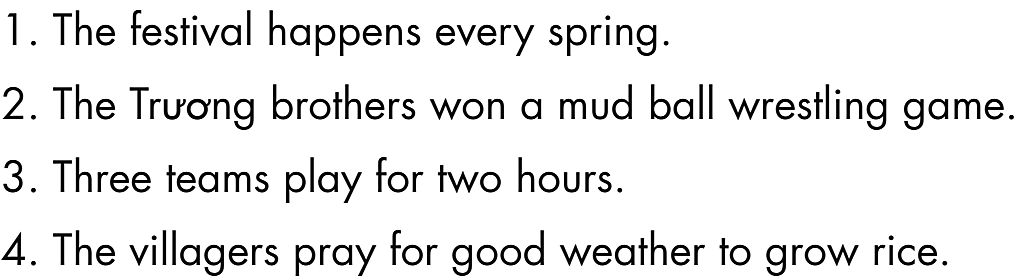 1. The festival happens every spring.
2. The Trương brothers won a mud ball wrestling game.
3. Three teams play for two hours.
4. The villagers pray for good weather to grow rice.